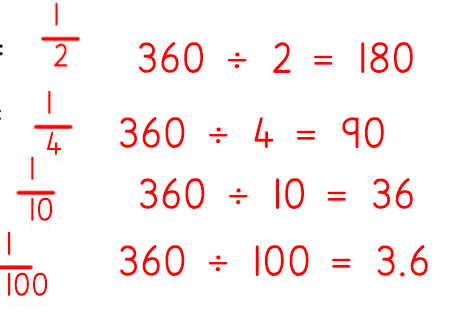 = 1/2 360 ÷ 2 = 180
= 1/4 360 ÷ 4 = 90
1/10 360 ÷ 10 = 36
1/100 360 ÷ 100 = 3.6